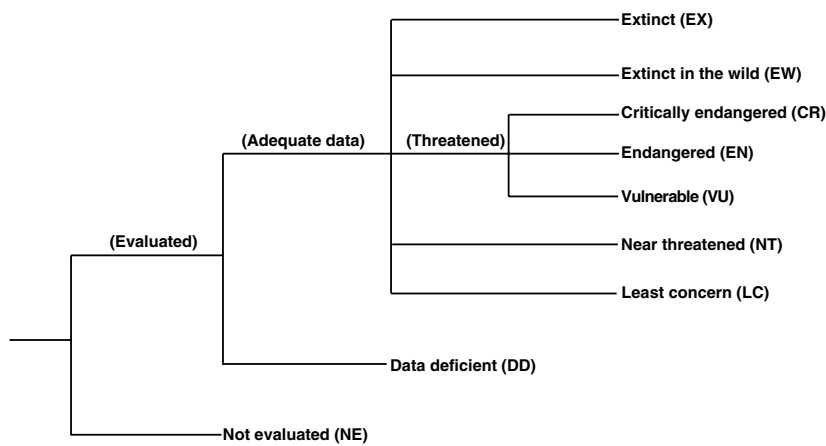 Extinct (EX)
Extinct in the wild (EW)
Critically endangered (CR)
(Adequate data)
(Threatened)
Endangered (EN)
Vulnerable (VU)
(Evaluated)
Near threatened (NT)
Least concern (LC)
Data deficient (DD)
Not evaluated (NE)